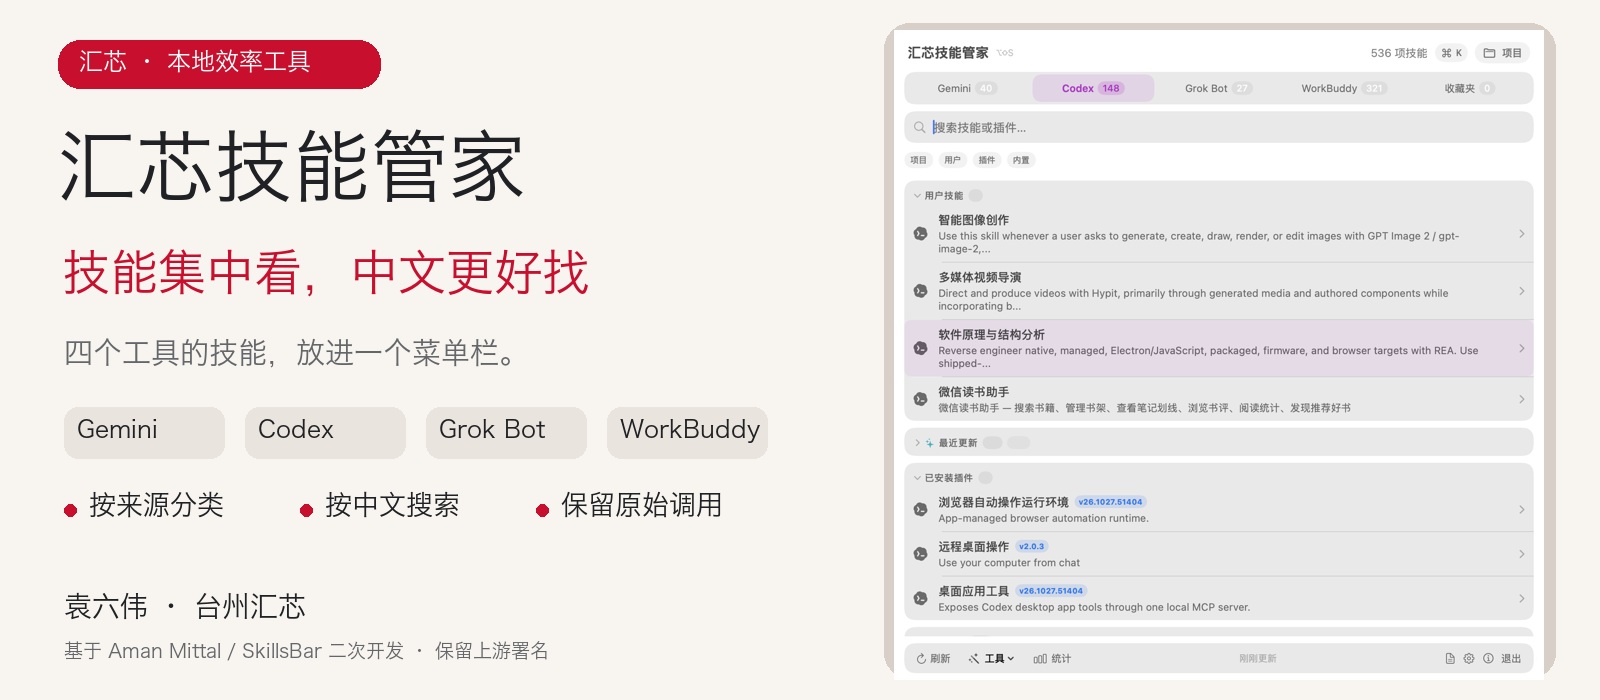 汇芯 · 本地效率工具
汇芯技能管家
技能集中看，中文更好找
四个工具的技能，放进一个菜单栏。
Gemini Codex Grok Bot WorkBuddy
按来源分类 按中文搜索 保留原始调用
袁六伟 · 台州汇芯
基于 Aman Mittal / SkillsBar 二次开发 · 保留上游署名
汇芯技能管家 ⌥⇧S 536 项技能 ⌘ K 项目
Gemini 40 Codex 148 Grok Bot 27 WorkBuddy 321 收藏夹 0
搜索技能或插件...
项目 用户 插件 内置
用户技能
智能图像创作
Use this skill whenever a user asks to generate, create, draw, render, or edit images with GPT Image 2 / gpt-
image-2,...
多媒体视频导演
Direct and produce videos with Hypit, primarily through generated media and authored components while
incorporating b...
软件原理与结构分析
Reverse engineer native, managed, Electron/JavaScript, packaged, firmware, and browser targets with REA. Use
shipped-...
微信读书助手
微信读书助手 — 搜索书籍、管理书架、查看笔记划线、浏览书评、阅读统计、发现推荐好书
最近更新
已安装插件
浏览器自动操作运行环境 v26.1027.51404
App-managed browser automation runtime.
远程桌面操作 v2.0.3
Use your computer from chat
桌面应用工具 v26.1027.51404
Exposes Codex desktop app tools through one local MCP server.
刷新 工具 统计 刚刚更新 退出